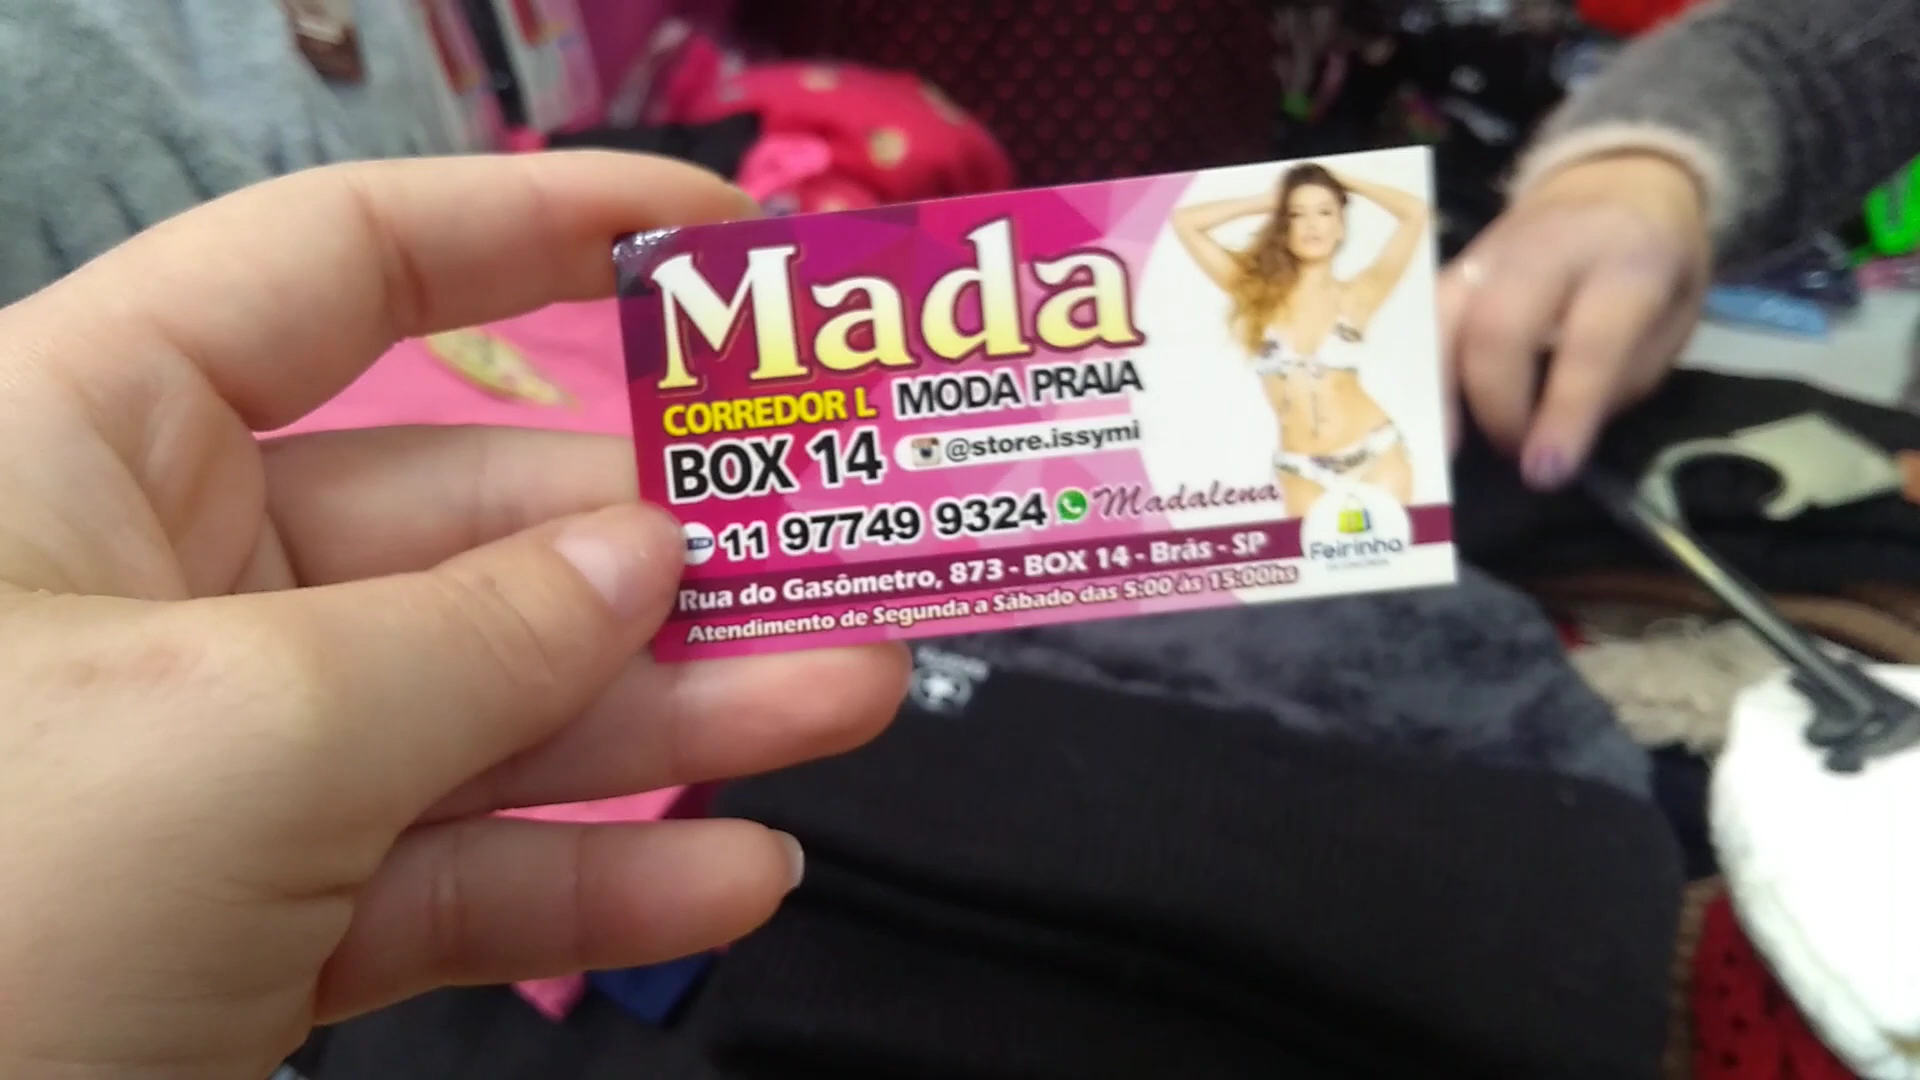 Mada
CORREDOR L MODA PRAIA
BOX 14 @store.issymi
11 97749 9324 Madalena
Rua do Gasômetro, 873 - BOX 14 - Brás - SP
Atendimento de Segunda a Sábado das 5:00 às 15:00hs
Feirinha